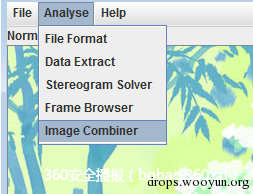 File Analyse Help
Norm
File Format
Data Extract
Stereogram Solver
Frame Browser
Image Combiner
360安全播报
drops.wooyun.org